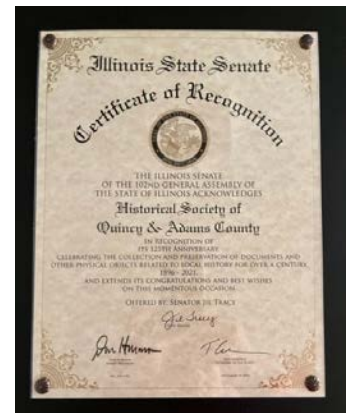 Illinois State Senate
Certificate of Recognition
THE ILLINOIS SENATE
OF THE 102ND GENERAL ASSEMBLY OF
THE STATE OF ILLINOIS ACKNOWLEDGES
Historical Society of
Quincy & Adams County
IN RECOGNITION OF
ITS 125TH ANNIVERSARY
CELEBRATING THE COLLECTION AND PRESERVATION OF DOCUMENTS AND
OTHER PHYSICAL OBJECTS RELATED TO LOCAL HISTORY FOR OVER A CENTURY
1896 - 2021,
AND EXTENDS ITS CONGRATULATIONS AND BEST WISHES
ON THIS MOMENTOUS OCCASION.
OFFERED BY: SENATOR JIL TRACY
Jil Tracy